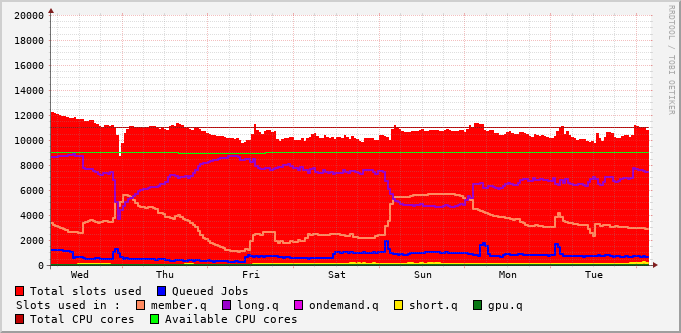 RRDTOOL / TOBI OETIKER
20000
18000
16000
14000
12000
10000
8000
6000
4000
2000
0
Wed Thu Fri Sat Sun Mon Tue
Total slots used Queued Jobs
Slots used in : member.q long.q ondemand.q short.q gpu.q
Total CPU cores Available CPU cores